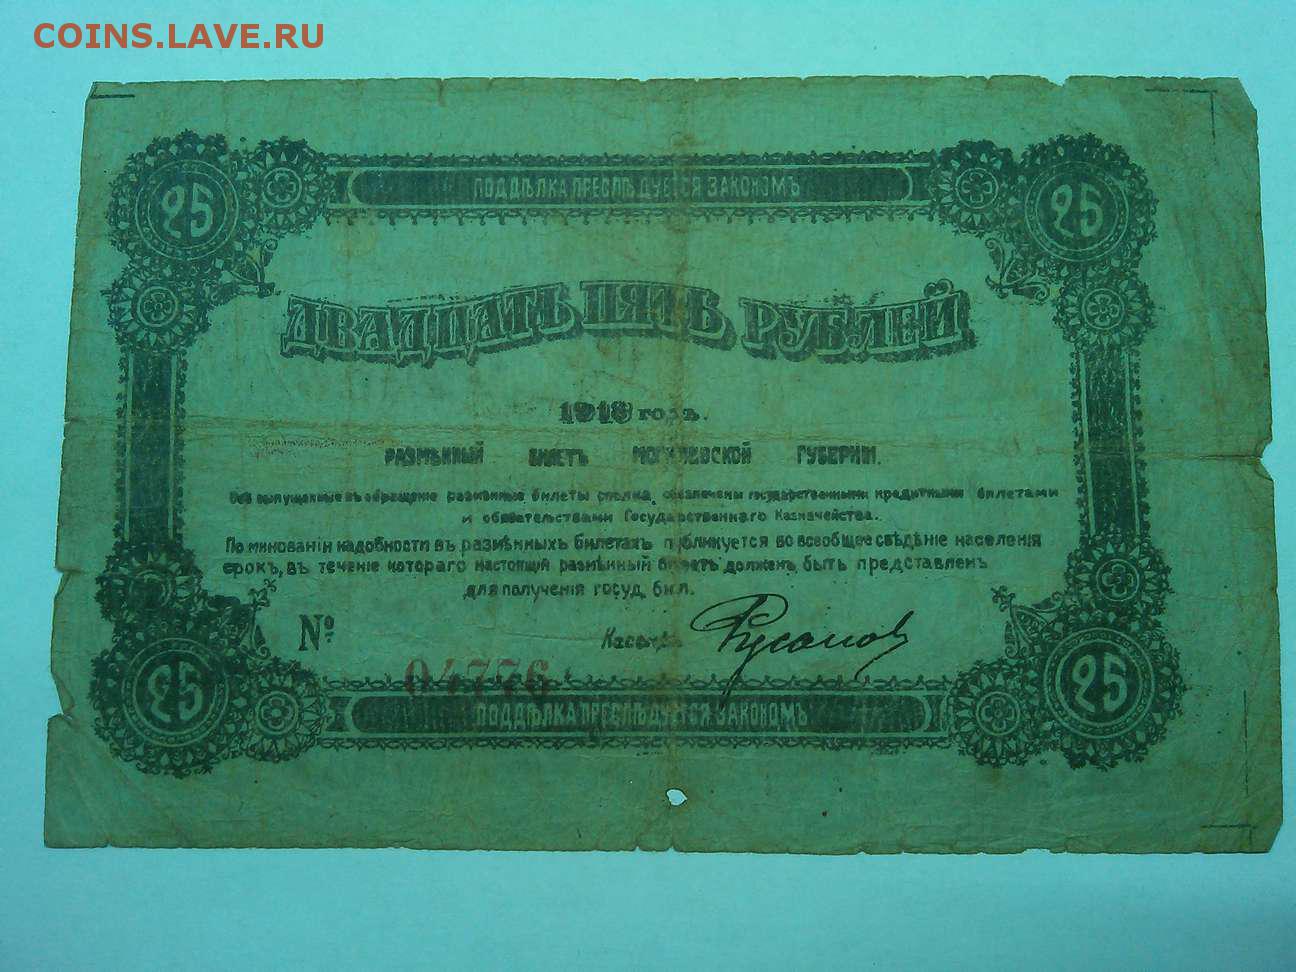 COINS.LAVE.RU
25 25
ПОДДѢЛКА ПРЕСЛѢДУЕТСЯ ЗАКОНОМЪ
ДВАДЦАТЬ ПЯТЬ РУБЛЕЙ
1918 годъ.
РАЗМѢННЫЙ БИЛЕТЪ МОГИЛЕВСКОЙ ГУБЕРНІИ.
Всѣ выпущенные въ обращеніе размѣнные билеты сполна обезпечены государственными кредитными билетами
и обязательствами Государственнаго Казначейства.
По миновании надобности въ размѣнныхъ билетахъ публикуется во всеобщее свѣдѣніе населенія
срокъ, въ теченіе котораго настоящій размѣнный билетъ долженъ быть представленъ
для полученія госуд. бил.
№ Кассиръ Русанов
04776
25 25
ПОДДѢЛКА ПРЕСЛѢДУЕТСЯ ЗАКОНОМЪ